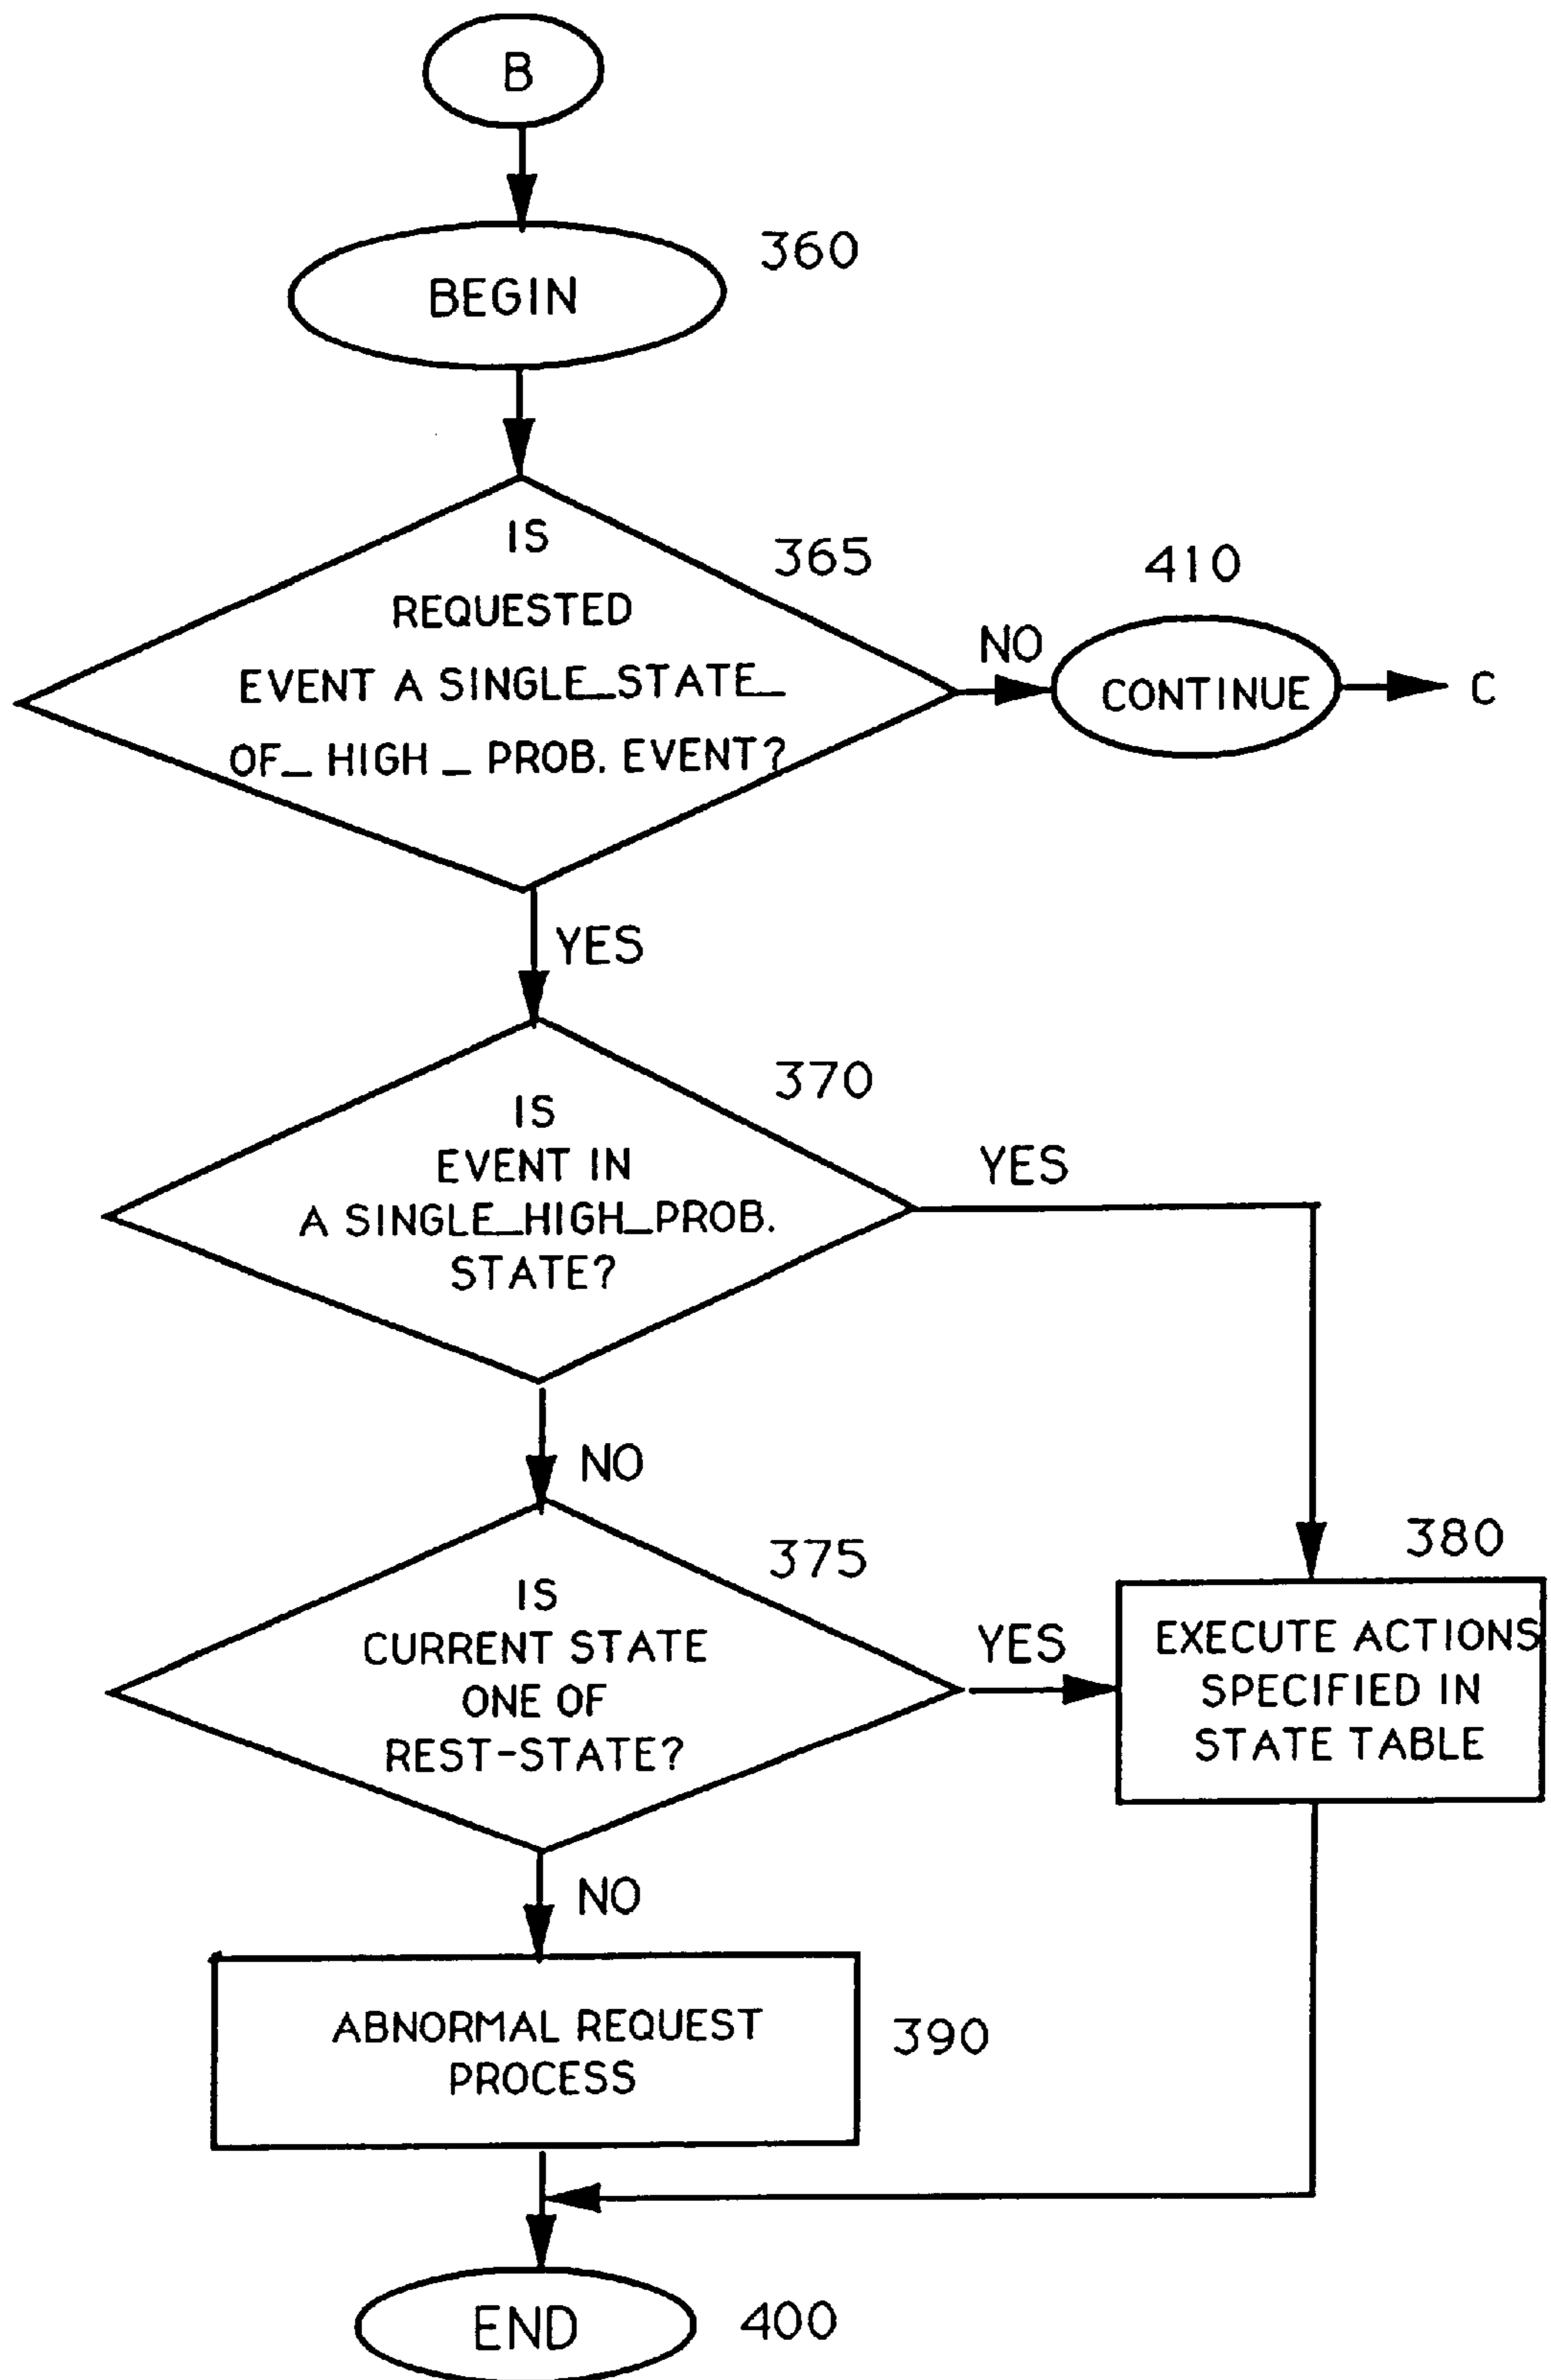 B
360
BEGIN
IS
365
REQUESTED
EVENT A SINGLE_STATE_
OF_ HIGH _ PROB. EVENT?
410
NO
CONTINUE
C
YES
370
IS
EVENT IN
A SINGLE_HIGH_PROB.
STATE?
YES
NO
375
IS
CURRENT STATE
ONE OF
REST-STATE?
YES
380
EXECUTE ACTIONS
SPECIFIED IN
STATE TABLE
NO
ABNORMAL REQUEST
PROCESS
390
END
400